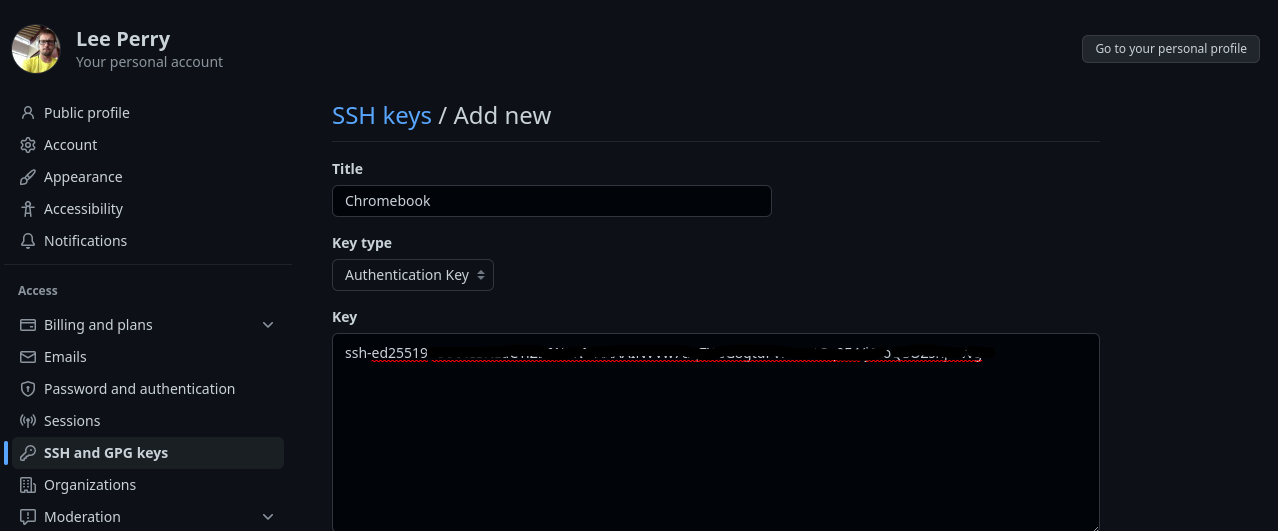 Lee Perry
Your personal account
Go to your personal profile
Public profile
Account
Appearance
Accessibility
Notifications
Access
Billing and plans
Emails
Password and authentication
Sessions
SSH and GPG keys
Organizations
Moderation
SSH keys / Add new
Title
Chromebook
Key type
Authentication Key
Key
ssh-ed25519